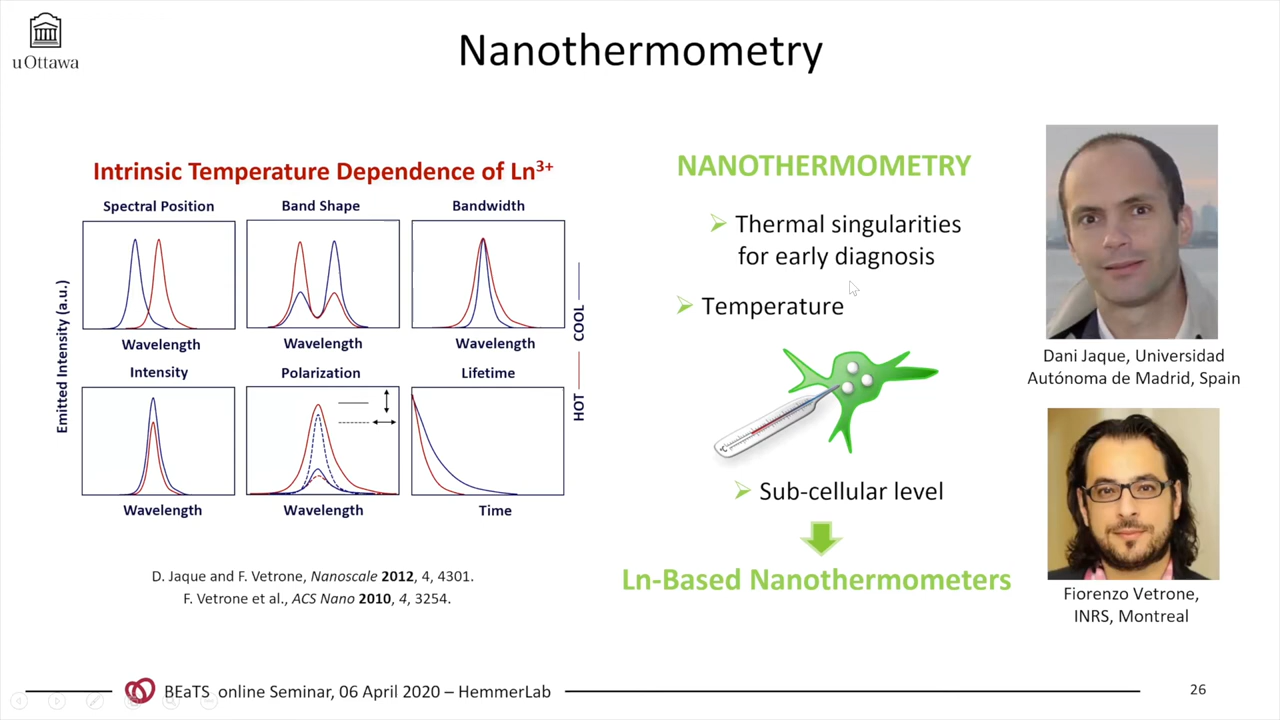 uOttawa
Nanothermometry
Intrinsic Temperature Dependence of Ln3+
Spectral Position
Band Shape
Bandwidth
Emitted Intensity (a.u.)
Wavelength
Wavelength
Wavelength
Intensity
Polarization
Lifetime
Wavelength
Wavelength
Time
HOT
COOL
D. Jaque and F. Vetrone, Nanoscale 2012, 4, 4301.
F. Vetrone et al., ACS Nano 2010, 4, 3254.
NANOTHERMOMETRY
Thermal singularities
for early diagnosis
Temperature
°C
Sub-cellular level
Ln-Based Nanothermometers
Dani Jaque, Universidad
Autónoma de Madrid, Spain
Fiorenzo Vetrone,
INRS, Montreal
BEaTS online Seminar, 06 April 2020 – HemmerLab
26